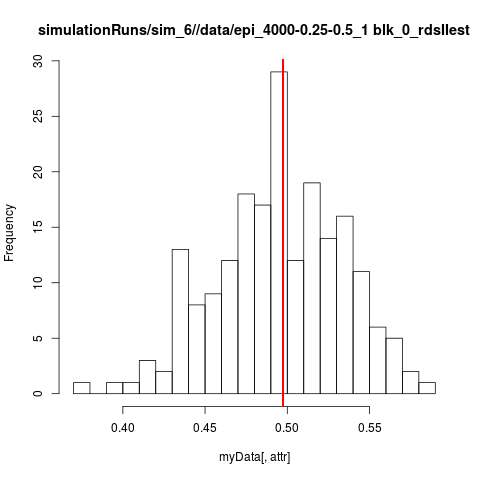 simulationRuns/sim_6//data/epi_4000-0.25-0.5_1 blk_0_rdsIlest
Frequency
30
25
20
15
10
5
0
0.40 0.45 0.50 0.55
myData[, attr]